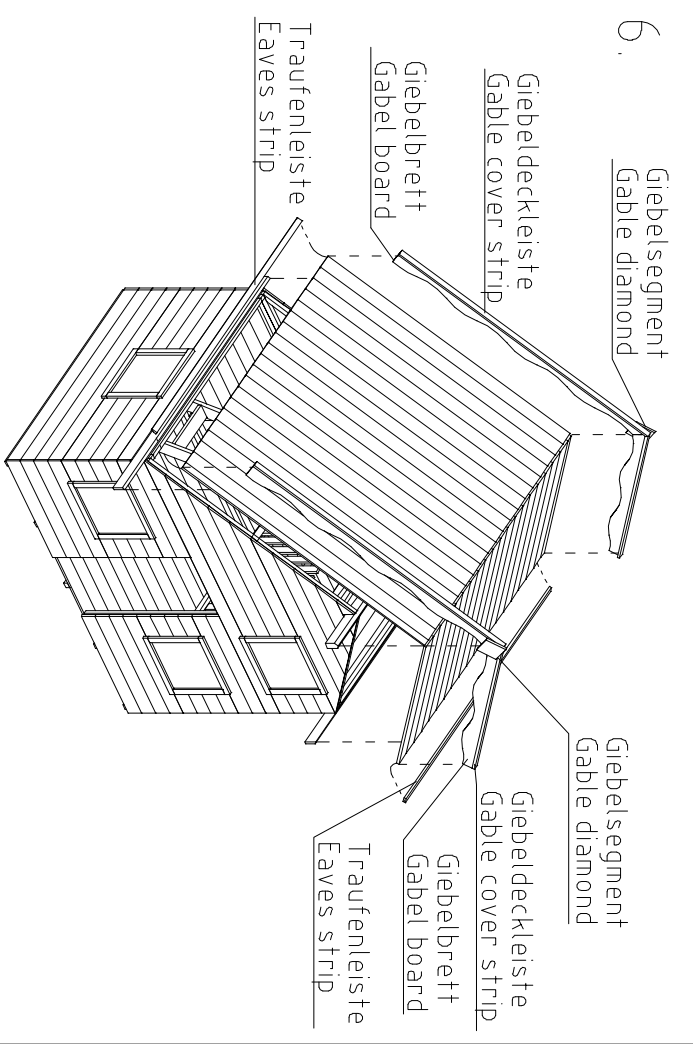 6.
Giebelsegment
Gable diamond
Giebeldeckleiste
Gable cover strip
Giebelbrett
Gabel board
Traufenleiste
Eaves strip
Giebelsegment
Gable diamond
Giebeldeckleiste
Gable cover strip
Giebelbrett
Gabel board
Traufenleiste
Eaves strip